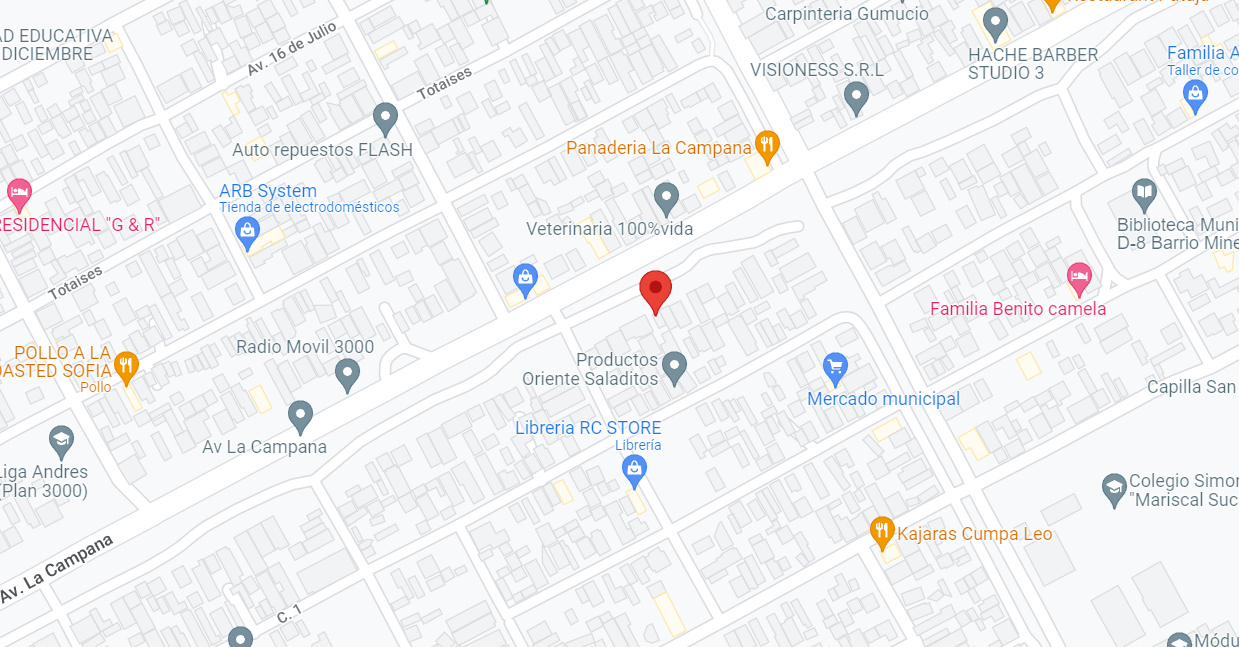 Carpinteria Gumucio
AD EDUCATIVA
DICIEMBRE
Av. 16 de Julio
HACHE BARBER
STUDIO 3
Familia A
Taller de co
VISIONESS S.R.L
Totaises
Auto repuestos FLASH
Panaderia La Campana
ARB System
Tienda de electrodomésticos
RESIDENCIAL "G & R"
Veterinaria 100%vida
Biblioteca Muni
D-8 Barrio Mine
Totaises
Familia Benito camela
POLLO A LA
OASTED SOFIA
Pollo
Radio Movil 3000
Productos
Oriente Saladitos
Mercado municipal
Capilla San
Av La Campana
Libreria RC STORE
Librería
Liga Andres
(Plan 3000)
Colegio Simon
"Mariscal Suc
Kajaras Cumpa Leo
Av. La Campana
C. 1
Módu